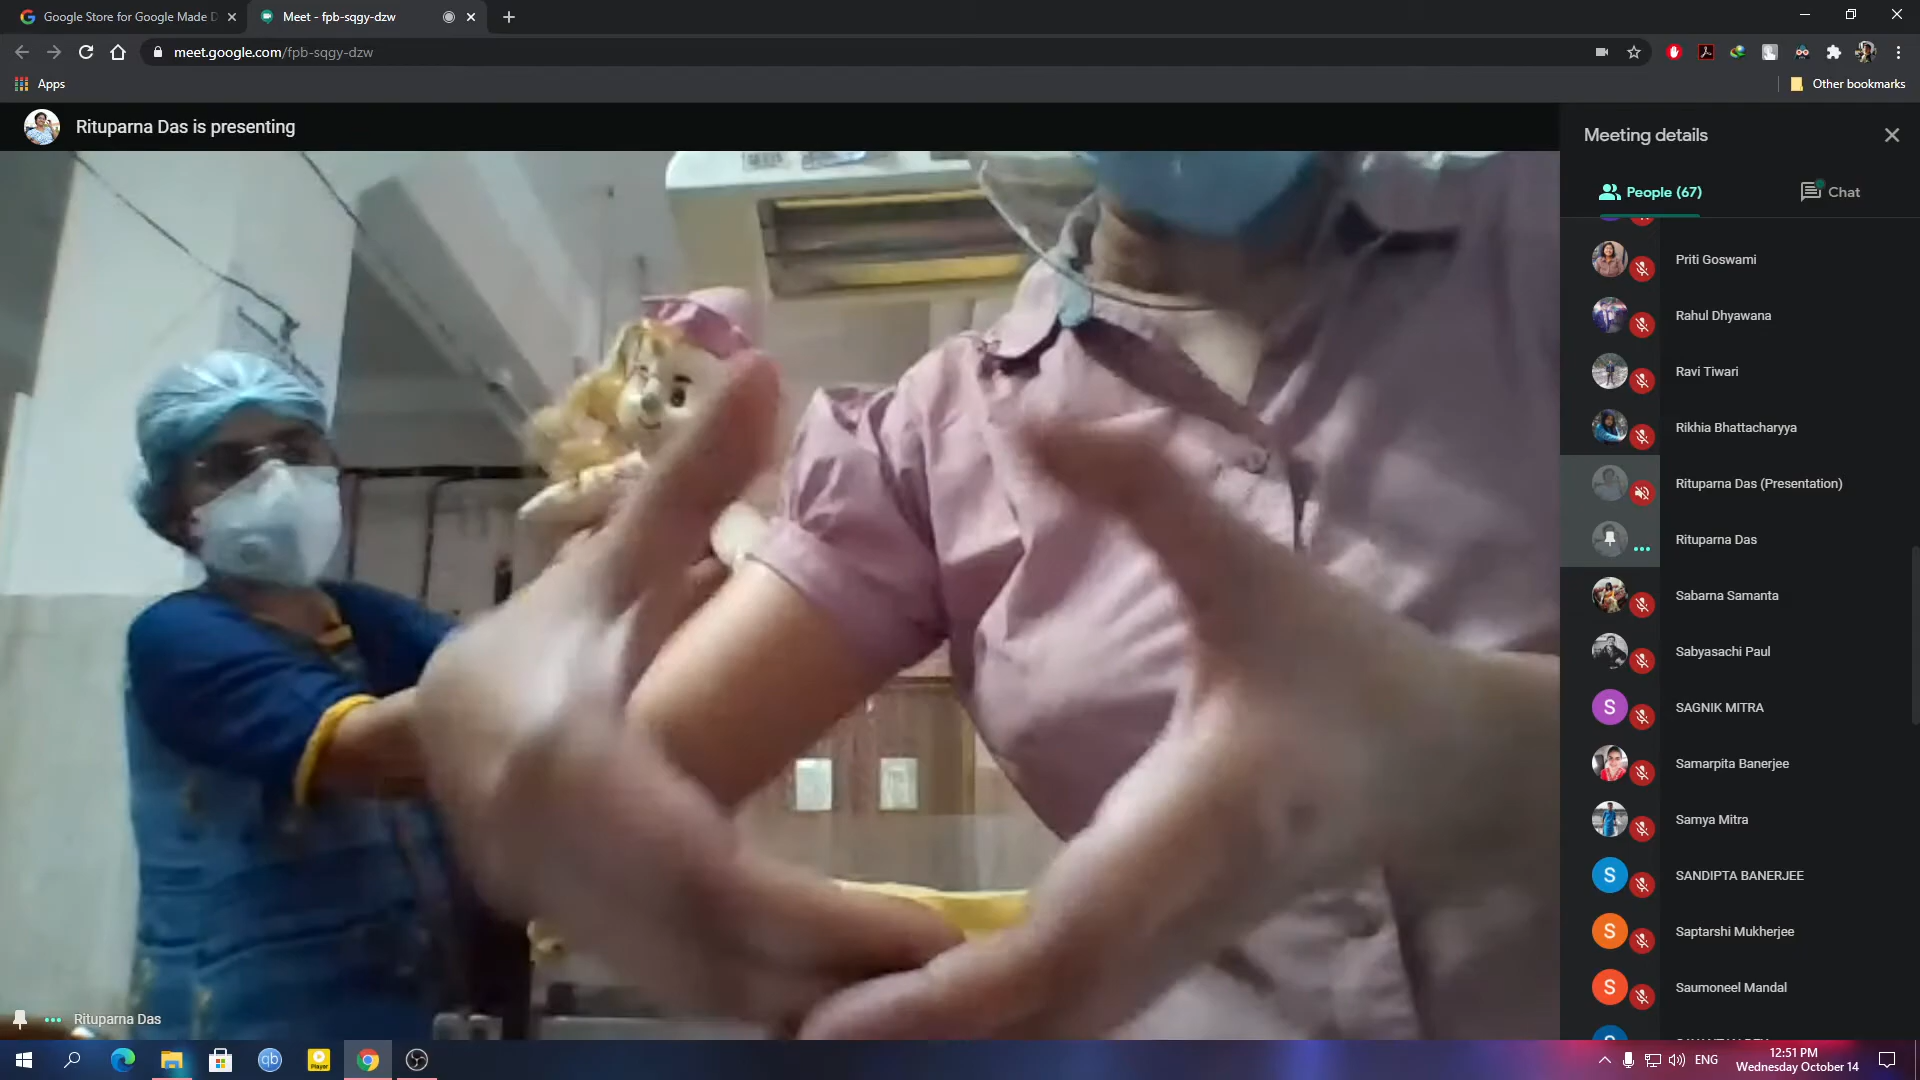 Google Store for Google Made D
Meet - fpb-sqgy-dzw
meet.google.com/fpb-sqgy-dzw
Apps
Other bookmarks
Rituparna Das is presenting
Meeting details
People (67)
Chat
Priti Goswami
Rahul Dhyawana
Ravi Tiwari
Rikhia Bhattacharyya
Rituparna Das (Presentation)
Rituparna Das
Sabarna Samanta
Sabyasachi Paul
S
SAGNIK MITRA
Samarpita Banerjee
Samya Mitra
S
SANDIPTA BANERJEE
S
Saptarshi Mukherjee
S
Saumoneel Mandal
Rituparna Das
qb
Player
ENG
12:51 PM
Wednesday October 14